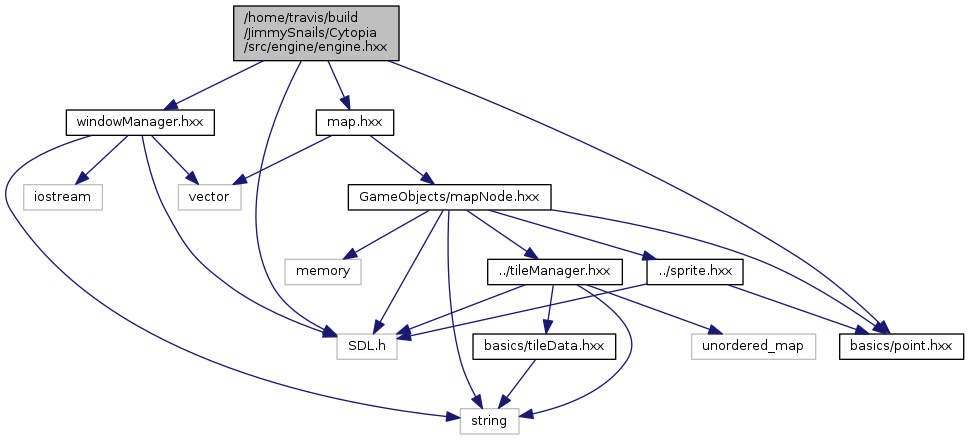 /home/travis/build
/JimmySnails/Cytopia
/src/engine/engine.hxx
windowManager.hxx
map.hxx
iostream
vector
GameObjects/mapNode.hxx
memory
../tileManager.hxx
../sprite.hxx
SDL.h
basics/tileData.hxx
unordered_map
basics/point.hxx
string